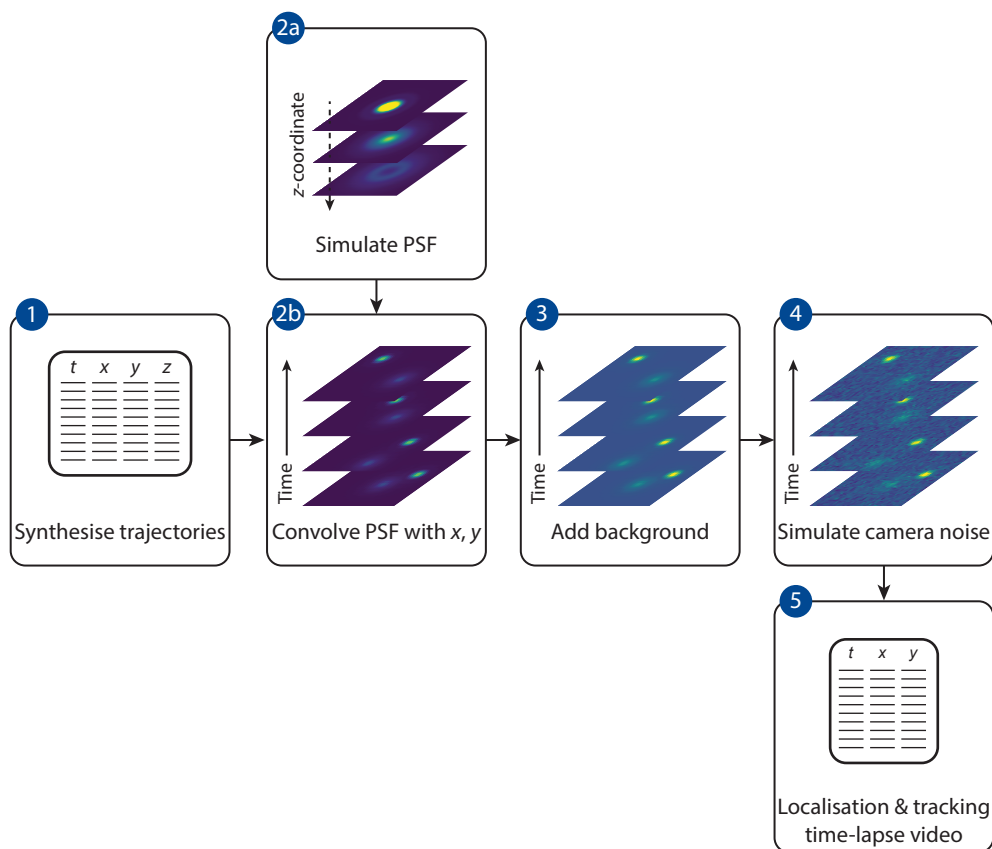 2a
z-coordinate
Simulate PSF
1
t x y z
Synthesise trajectories
2b
Time
Convolve PSF with x, y
3
Time
Add background
4
Time
Simulate camera noise
5
t x y
Localisation & tracking
time-lapse video